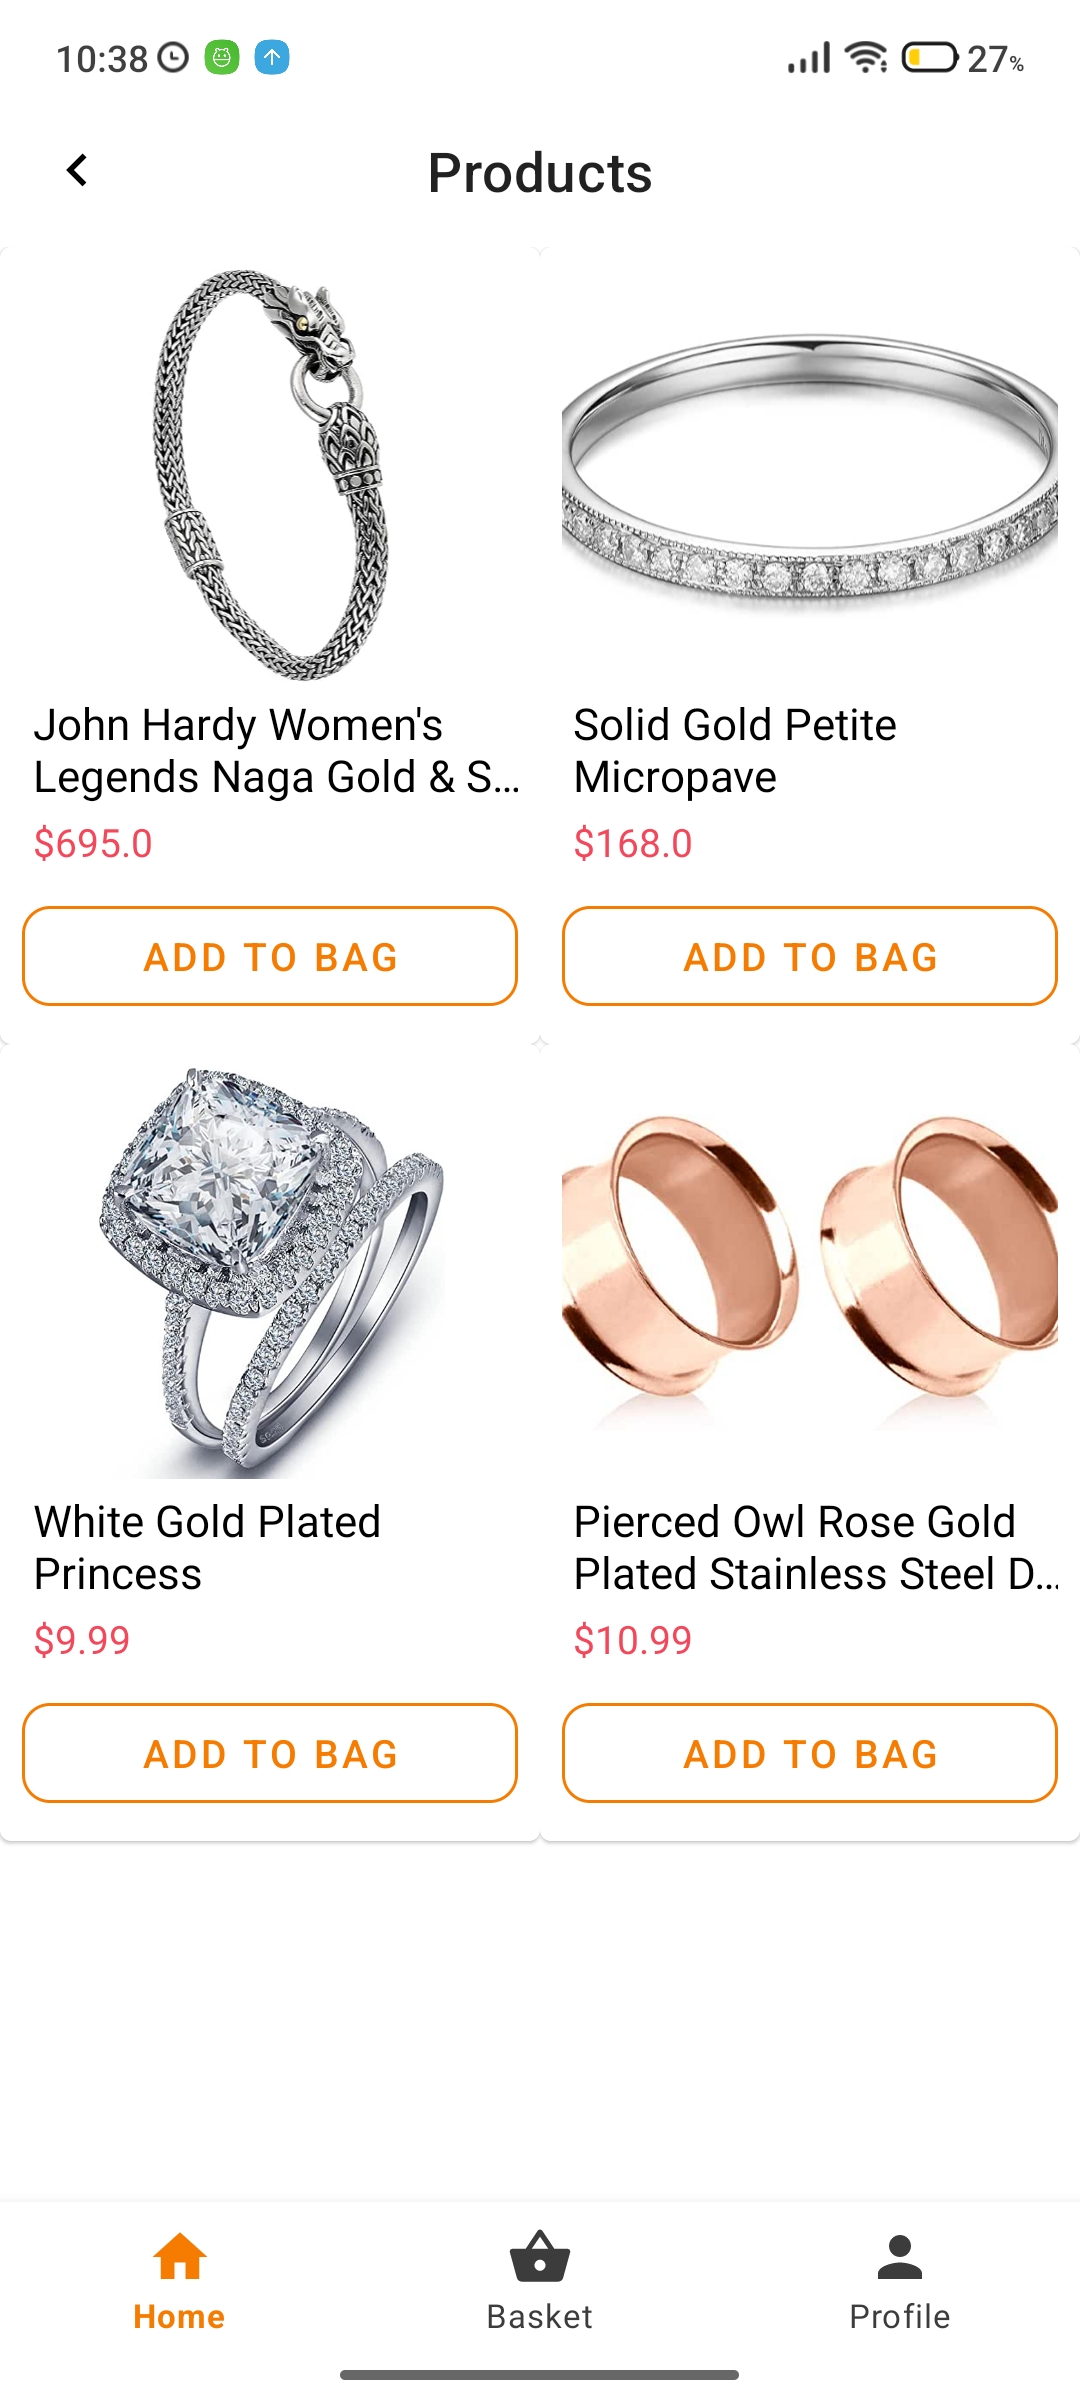 10:38
27%
Products
John Hardy Women's
Legends Naga Gold & S...
$695.0
ADD TO BAG
Solid Gold Petite
Micropave
$168.0
ADD TO BAG
White Gold Plated
Princess
$9.99
ADD TO BAG
Pierced Owl Rose Gold
Plated Stainless Steel D...
$10.99
ADD TO BAG
Home
Basket
Profile